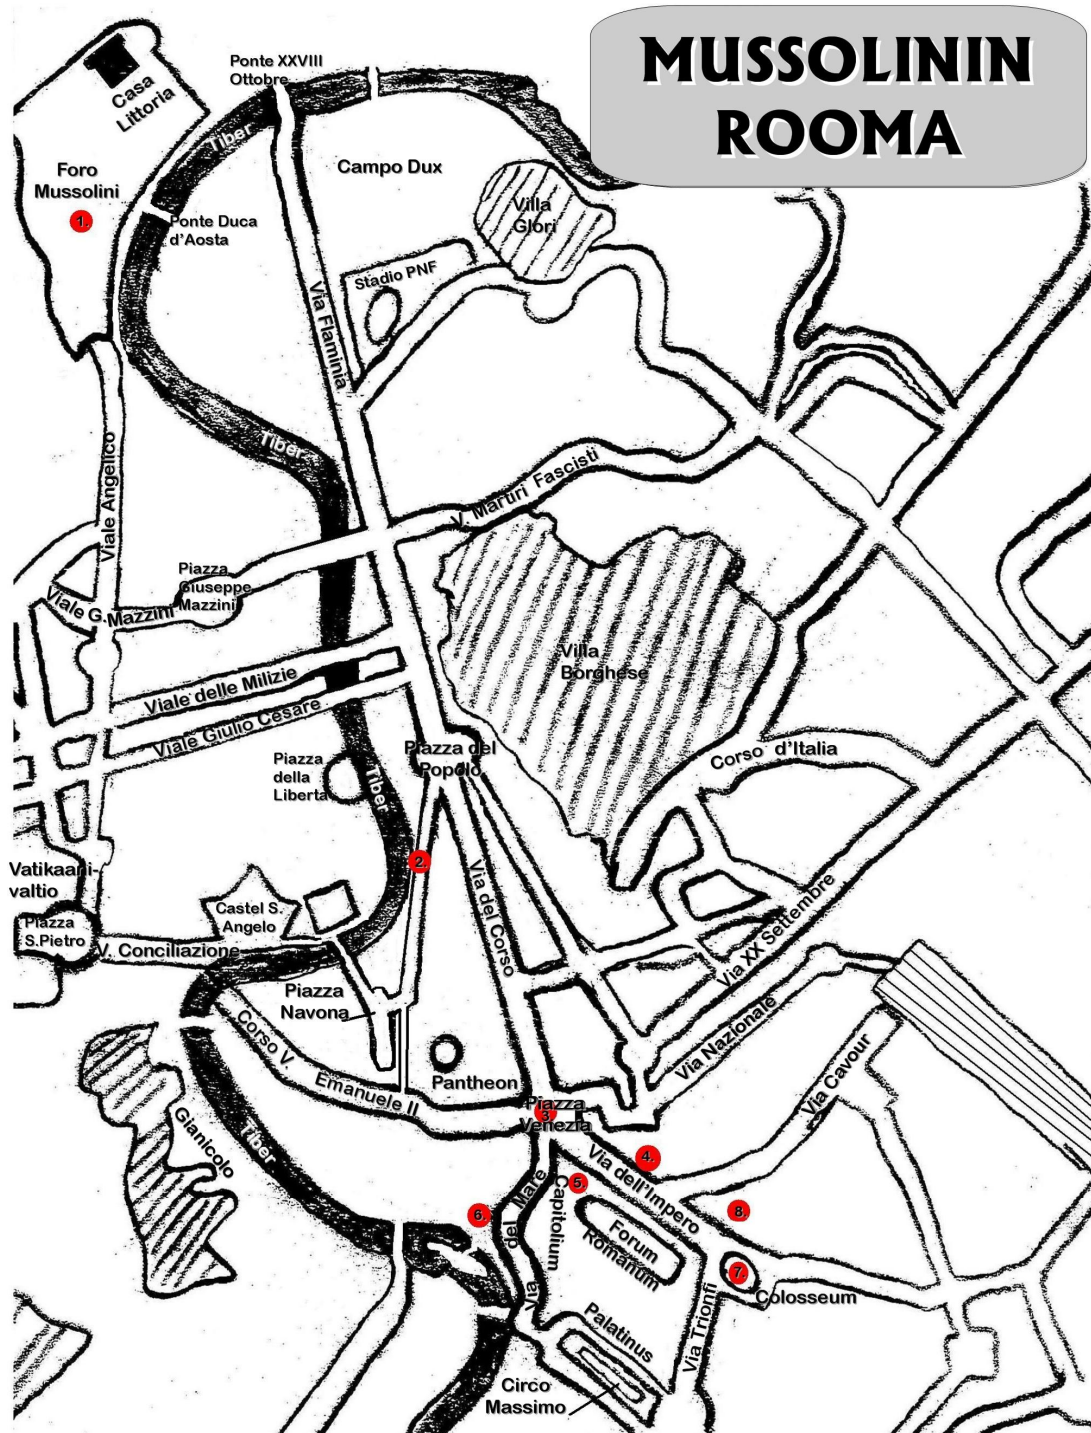 MUSSOLININ
ROOMA
Ponte XXVIII
Ottobre
Casa
Littoria
Tiber
Foro
Mussolini
1.
Campo Dux
Villa
Glori
Ponte Duca
d'Aosta
Stadio PNF
Via Flaminia
Tiber
Viale Angelico
V. Marturi Fascisti
Piazza
Giuseppe
Mazzini
Viale G. Mazzini
Villa
Borghese
Viale delle Milizie
Viale Giulio Cesare
Piazza del
Popolo
Corso d'Italia
Piazza
della
Liberta
Tiber
2.
Vatikaani-
valtio
Via del Corso
Via XX Settembre
Castel S.
Angelo
Piazza
S.Pietro
V. Conciliazione
Piazza
Navona
Via Nazionale
Corso V.
Emanuele II
Pantheon
Via Cavour
Piazza
3
Venezia
Gianicolo
Tiber
4.
Via dell'Impero
5.
Capitolium
Via del Mare
6.
8.
Forum
Romanum
7.
Colosseum
Via Trionfi
Palatinus
Circo
Massimo